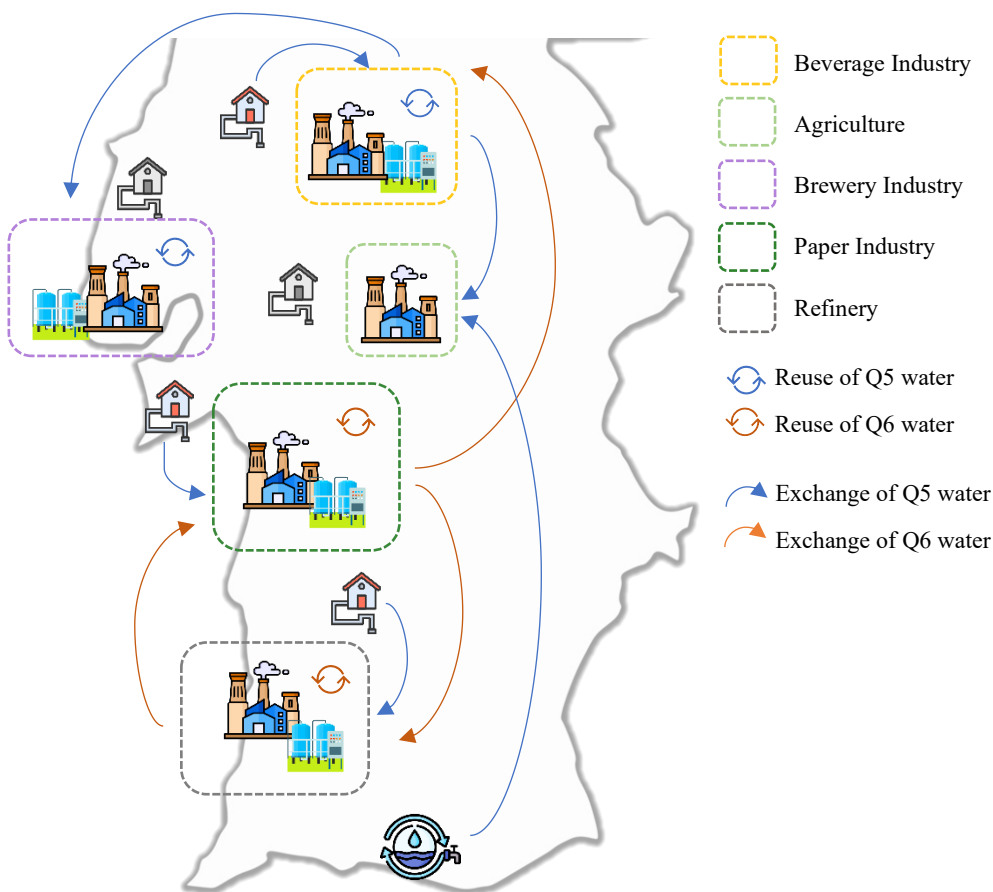 Beverage Industry
Agriculture
Brewery Industry
Paper Industry
Refinery
Reuse of Q5 water
Reuse of Q6 water
Exchange of Q5 water
Exchange of Q6 water